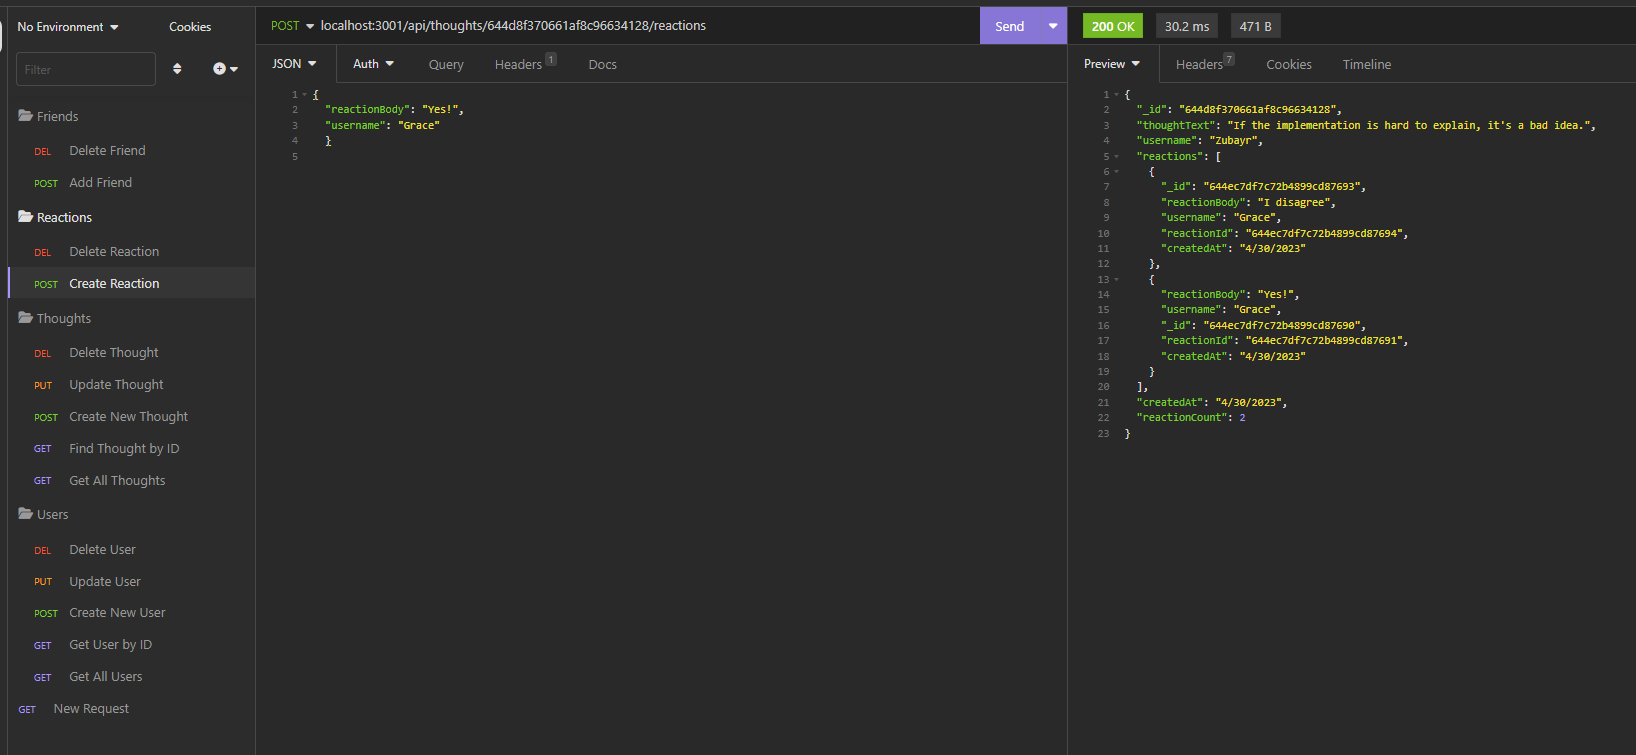 No Environment
Cookies
Filter
Friends
DEL Delete Friend
POST Add Friend
Reactions
DEL Delete Reaction
POST Create Reaction
Thoughts
DEL Delete Thought
PUT Update Thought
POST Create New Thought
GET Find Thought by ID
GET Get All Thoughts
Users
DEL Delete User
PUT Update User
POST Create New User
GET Get User by ID
GET Get All Users
GET New Request
POST localhost:3001/api/thoughts/644d8f370661af8c96634128/reactions
Send
JSON Auth Query Headers 1 Docs
1 {
2 "reactionBody": "Yes!",
3 "username": "Grace"
4 }
5
200 OK 30.2 ms 471 B
Preview Headers 7 Cookies Timeline
1 {
2 "_id": "644d8f370661af8c96634128",
3 "thoughtText": "If the implementation is hard to explain, it's a bad idea.",
4 "username": "Zubayr",
5 "reactions": [
6 {
7 "_id": "644ec7df7c72b4899cd87693",
8 "reactionBody": "I disagree",
9 "username": "Grace",
10 "reactionId": "644ec7df7c72b4899cd87694",
11 "createdAt": "4/30/2023"
12 },
13 {
14 "reactionBody": "Yes!",
15 "username": "Grace",
16 "_id": "644ec7df7c72b4899cd87690",
17 "reactionId": "644ec7df7c72b4899cd87691",
18 "createdAt": "4/30/2023"
19 }
20 ],
21 "createdAt": "4/30/2023",
22 "reactionCount": 2
23 }